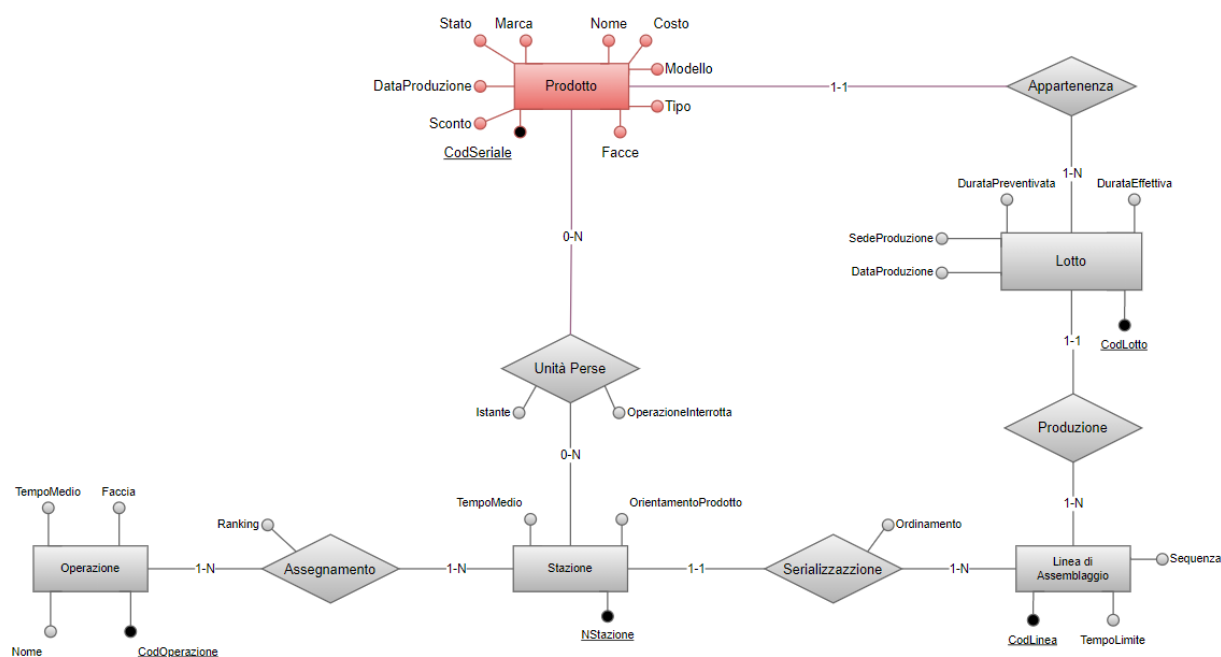 Stato
Marca
Nome
Costo
DataProduzione
Prodotto
Modello
Sconto
Tipo
CodSeriale
Facce
1-1
Appartenenza
1-N
DurataPreventivata
DurataEffettiva
SedeProduzione
DataProduzione
Lotto
CodLotto
0-N
1-1
Unità Perse
Istante
OperazioneInterrotta
Produzione
0-N
1-N
TempoMedio
Faccia
Ranking
TempoMedio
OrientamentoProdotto
Ordinamento
Operazione
1-N
Assegnamento
1-N
Stazione
1-1
Serializzazzione
1-N
Linea di
Assemblaggio
Sequenza
Nome
CodOperazione
NStazione
CodLinea
TempoLimite